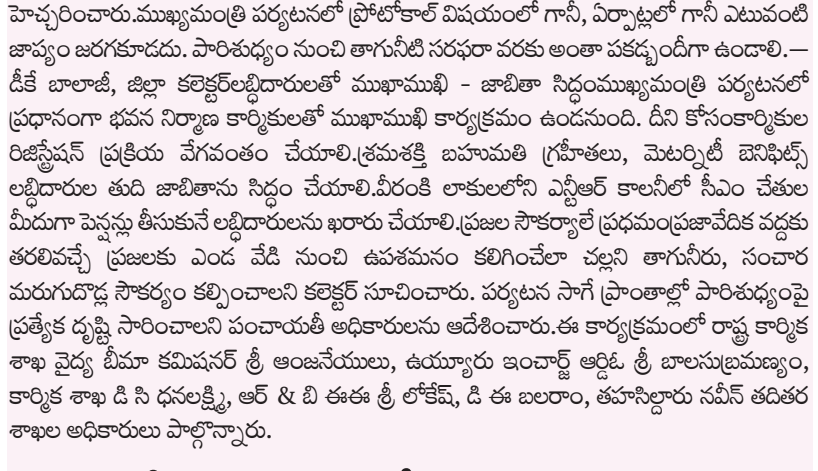 హెచ్చరించారు.ముఖ్యమంత్రి పర్యటనలో ప్రోటోకాల్ విషయంలో గానీ, ఏర్పాట్లలో గానీ ఎటువంటి
జాప్యం జరగకూడదు. పారిశుధ్యం నుంచి తాగునీటి సరఫరా వరకు అంతా పకడ్బందీగా ఉండాలి.—
డీకే బాలాజీ, జిల్లా కలెక్టర్‌లబ్ధిదారులతో ముఖాముఖి - జాబితా సిద్ధంముఖ్యమంత్రి పర్యటనలో
ప్రధానంగా భవన నిర్మాణ కార్మికులతో ముఖాముఖి కార్యక్రమం ఉండనుంది. దీని కోసంకార్మికుల
రిజిస్ట్రేషన్ ప్రక్రియ వేగవంతం చేయాలి.శ్రమశక్తి బహుమతి గ్రహీతలు, మెటర్నిటీ బెనిఫిట్స్
లబ్ధిదారుల తుది జాబితాను సిద్ధం చేయాలి.వీరంకి లాకులలోని ఎన్టీఆర్ కాలనీలో సీఎం చేతుల
మీదుగా పెన్షన్లు తీసుకునే లబ్ధిదారులను ఖరారు చేయాలి.ప్రజల సౌకర్యాలే ప్రథమంప్రజావేదిక వద్దకు
తరలివచ్చే ప్రజలకు ఎండ వేడి నుంచి ఉపశమనం కలిగించేలా చల్లని తాగునీరు, సంచార
మరుగుదొడ్ల సౌకర్యం కల్పించాలని కలెక్టర్ సూచించారు. పర్యటన సాగే ప్రాంతాల్లో పారిశుధ్యంపై
ప్రత్యేక దృష్టి సారించాలని పంచాయతీ అధికారులను ఆదేశించారు.ఈ కార్యక్రమంలో రాష్ట్ర కార్మిక
శాఖ వైద్య బీమా కమిషనర్ శ్రీ ఆంజనేయులు, ఉయ్యూరు ఇంచార్జ్ ఆర్డిఓ శ్రీ బాలసుబ్రమణ్యం,
కార్మిక శాఖ డి సి ధనలక్ష్మి, ఆర్ & బి ఈఈ శ్రీ లోకేష్, డి ఈ బలరాం, తహసిల్దారు నవీన్ తదితర
శాఖల అధికారులు పాల్గొన్నారు.